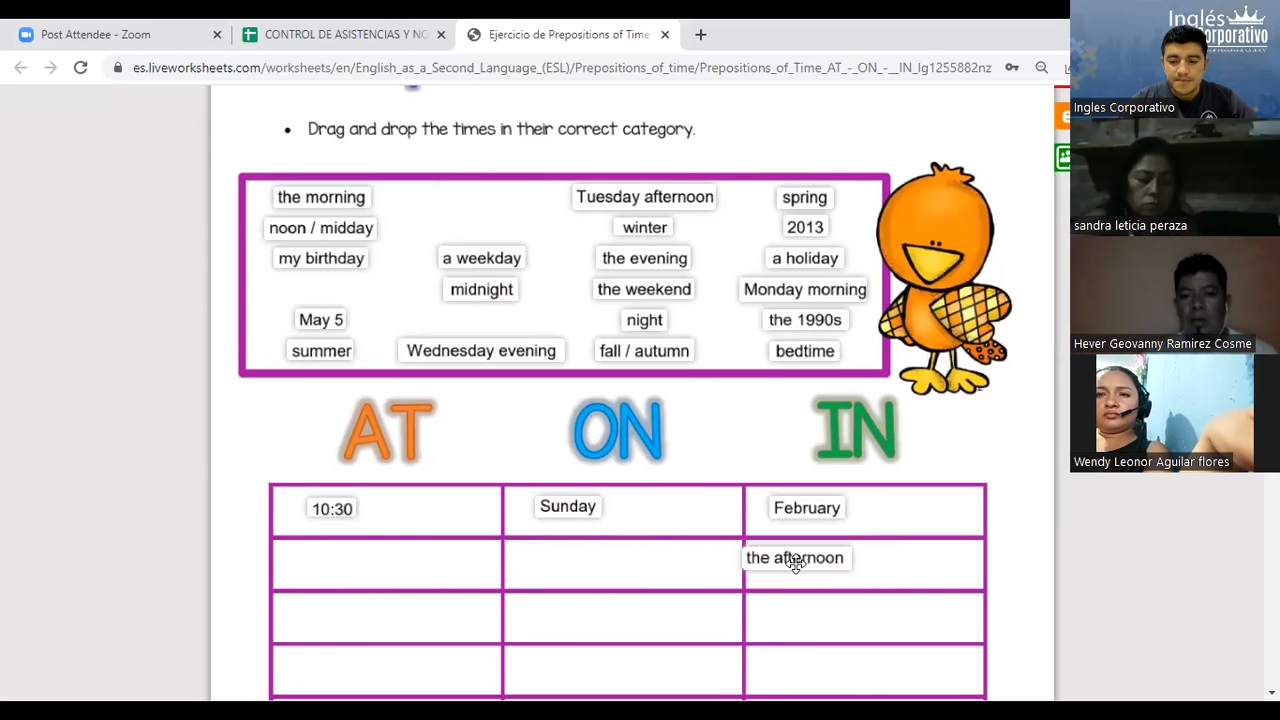 Post Attendee - Zoom
CONTROL DE ASISTENCIAS Y NO
Ejercicio de Prepositions of Time
es.liveworksheets.com/worksheets/en/English_as_a_Second_Language_(ESL)/Prepositions_of_time/Prepositions_of_Time_AT_-_ON_-__IN_lg1255882nz
Drag and drop the times in their correct category.
the morning
Tuesday afternoon
spring
noon / midday
winter
2013
my birthday
a weekday
the evening
a holiday
midnight
the weekend
Monday morning
May 5
night
the 1990s
summer
Wednesday evening
fall / autumn
bedtime
AT
ON
IN
10:30
Sunday
February
the afternoon
Inglés
Corporativo
Ingles Corporativo
sandra leticia peraza
Hever Geovanny Ramirez Cosme
Wendy Leonor Aguilar flores